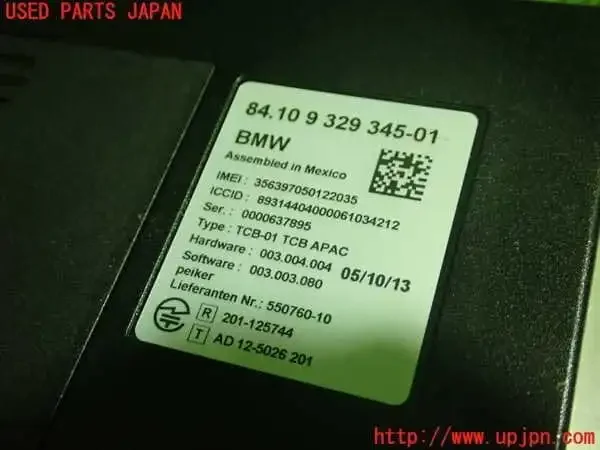 USED PARTS JAPAN
84.10 9 329 345-01
BMW
Assembled in Mexico
IMEI : 356397050122035
ICCID : 89314404000061034212
Ser.: 0000637895
Type : TCB-01 TCB APAC
Hardware : 003.004.004 05/10/13
Software : 003.003.080
peiker
Lieferanten Nr.: 550760-10
R 201-125744
T AD 12-5026 201
http://www.upjpn.com